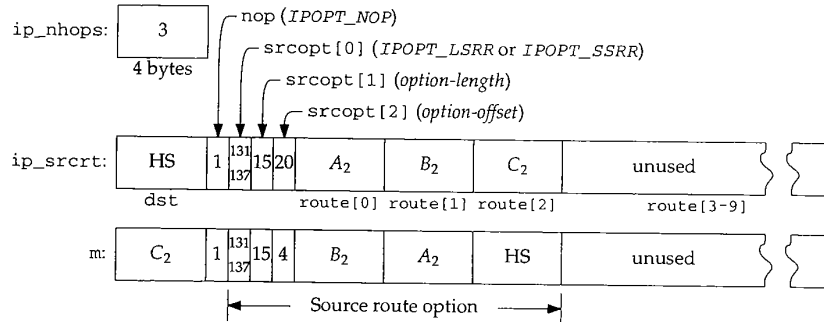 nop (IPOPT_NOP)
ip_nhops: 3
srcopt[0] (IPOPT_LSRR or IPOPT_SSRR)
4 bytes
srcopt[1] (option-length)
srcopt[2] (option-offset)
ip_srcrt: HS 1 131 137 15 20 A2 B2 C2 unused
dst route[0] route[1] route[2] route[3-9]
m: C2 1 131 137 15 4 B2 A2 HS unused
Source route option